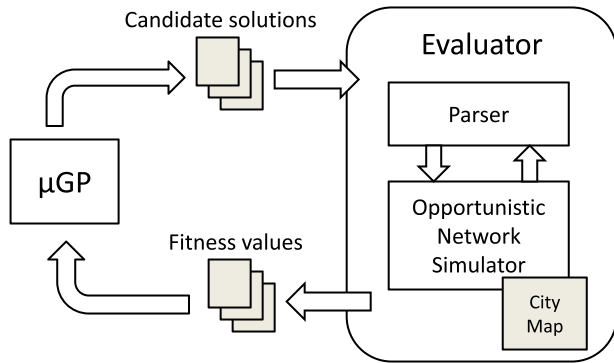 Candidate solutions
Evaluator
Parser
µGP
Opportunistic
Network
Simulator
Fitness values
City
Map